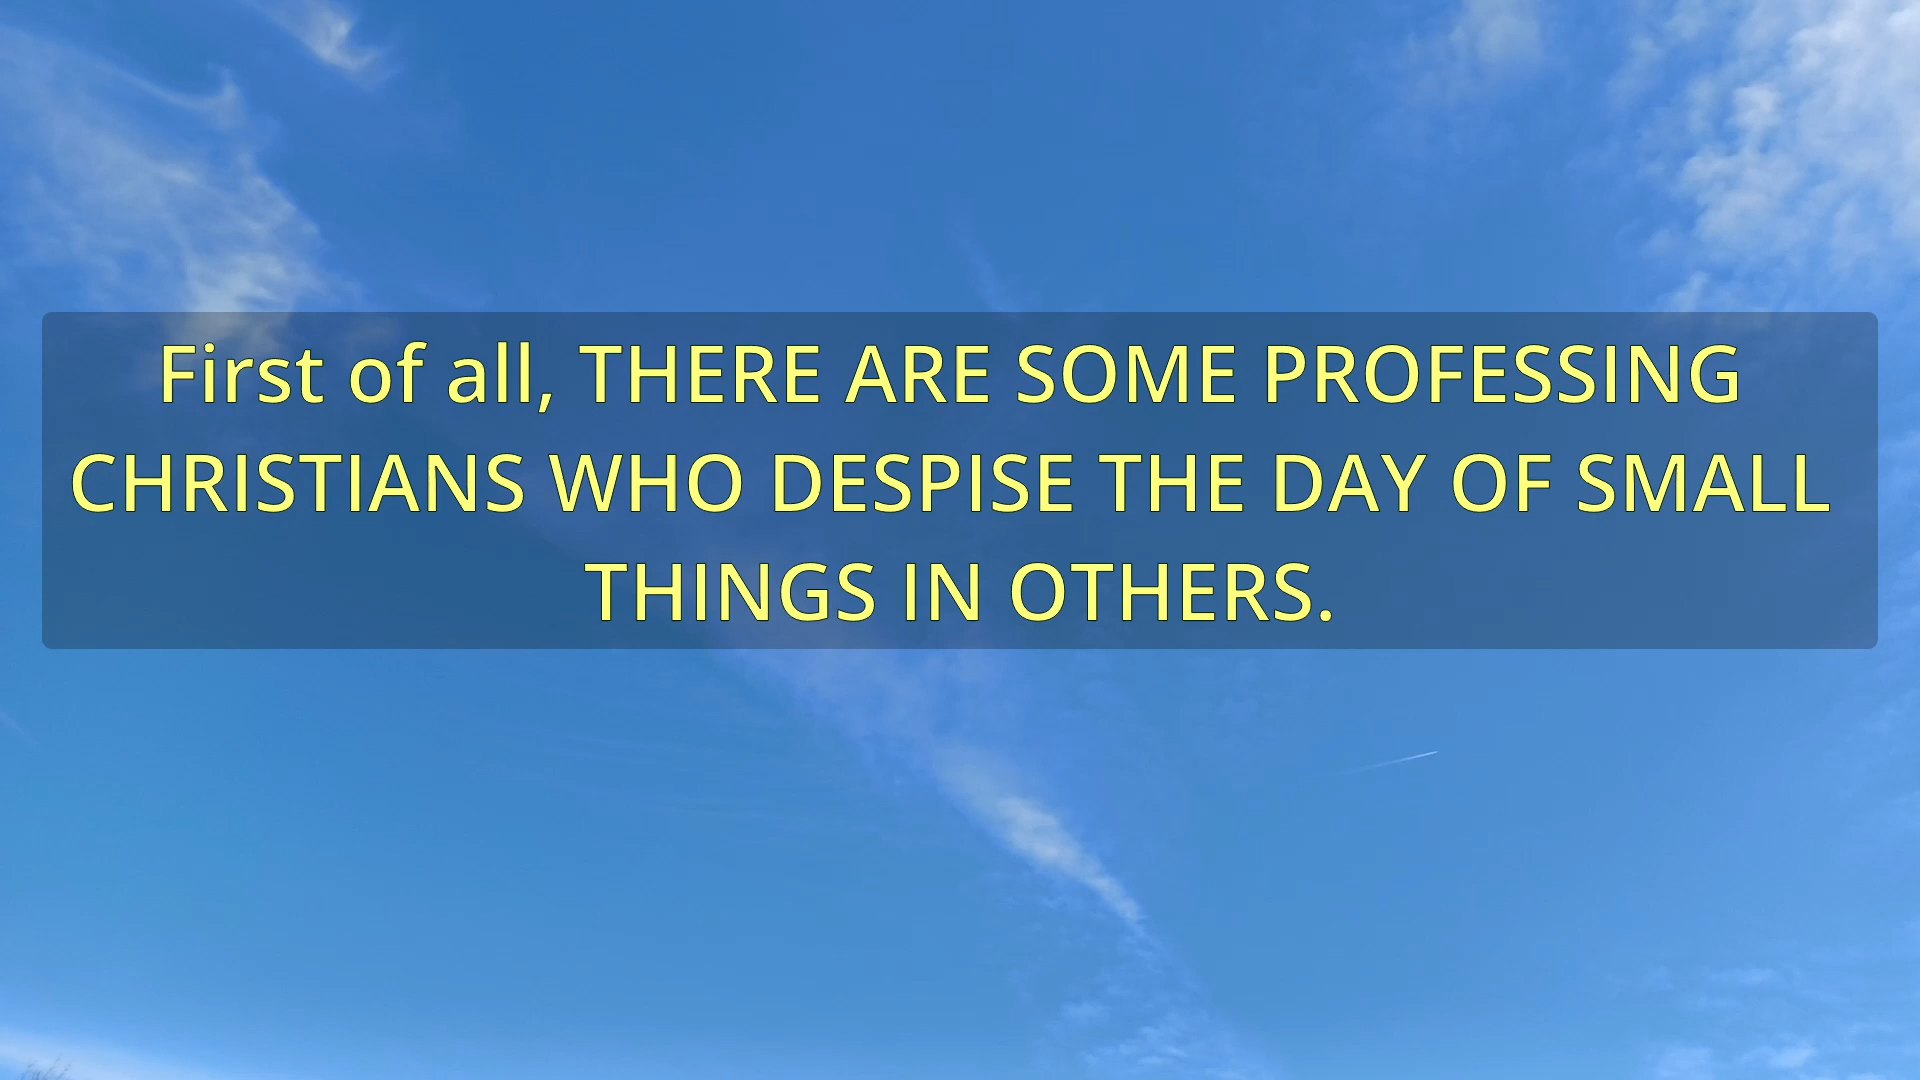 First of all, THERE ARE SOME PROFESSING
CHRISTIANS WHO DESPISE THE DAY OF SMALL
THINGS IN OTHERS.